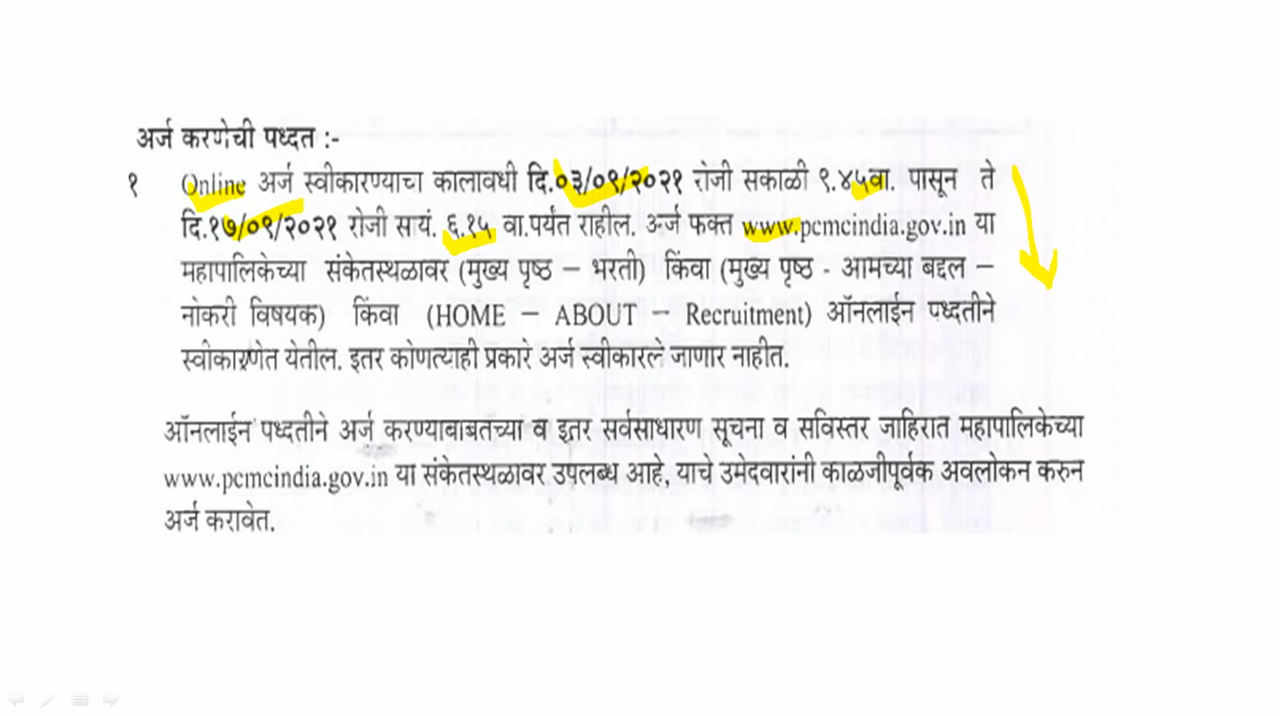 अर्ज करणेची पध्दत :-
१ Online अर्ज स्वीकारण्याचा कालावधी दि.०३/०९/२०२१ रोजी सकाळी ९.४५वा. पासून ते
दि.१७/०९/२०२१ रोजी सायं. ६.१५ वा.पर्यंत राहील. अर्ज फक्त www.pcmcindia.gov.in या
महापालिकेच्या संकेतस्थळावर (मुख्य पृष्ठ – भरती) किंवा (मुख्य पृष्ठ - आमच्या बद्दल –
नोकरी विषयक) किंवा (HOME – ABOUT – Recruitment) ऑनलाईन पध्दतीने
स्वीकारणेत येतील. इतर कोणत्याही प्रकारे अर्ज स्वीकारले जाणार नाहीत.
ऑनलाईन पध्दतीने अर्ज करण्याबाबतच्या व इतर सर्वसाधारण सूचना व सविस्तर जाहिरात महापालिकेच्या
www.pcmcindia.gov.in या संकेतस्थळावर उपलब्ध आहे, याचे उमेदवारांनी काळजीपूर्वक अवलोकन करुन
अर्ज करावेत.